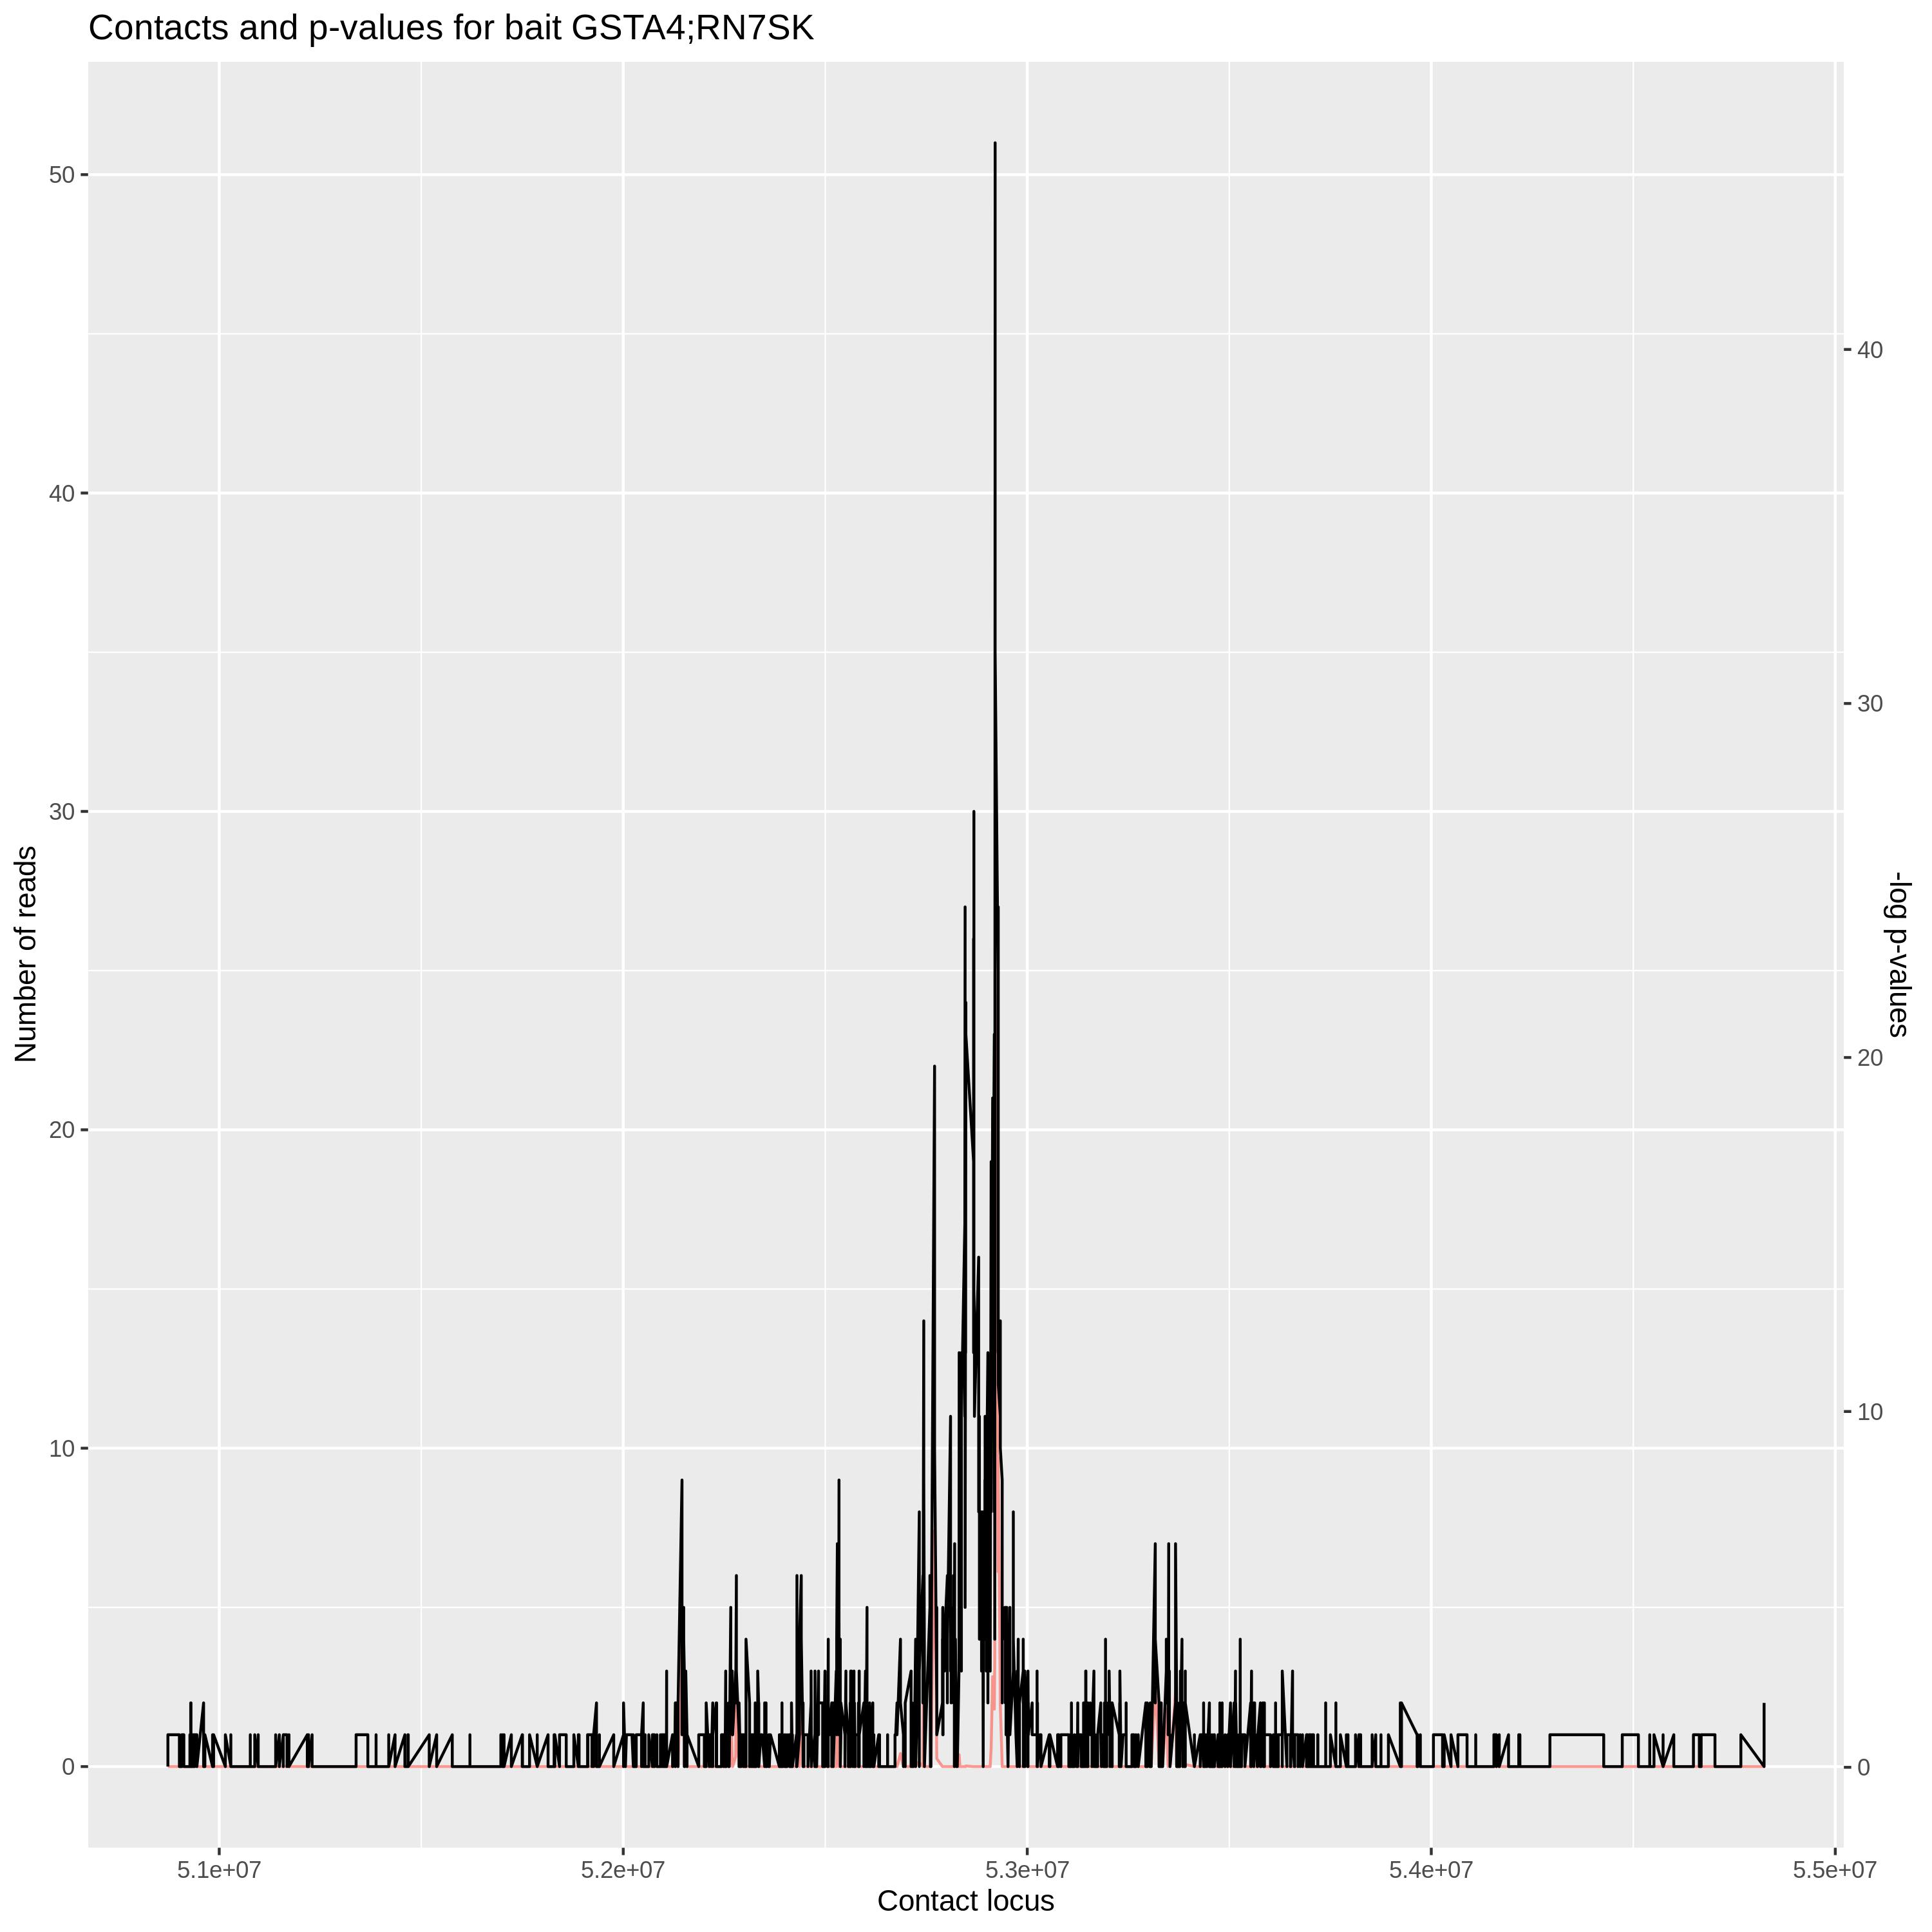 Contacts and p-values for bait GSTA4;RN7SK
50
40
30
20
10
0
Number of reads
40
30
20
10
0
-log p-values
5.1e+07 5.2e+07 5.3e+07 5.4e+07 5.5e+07
Contact locus